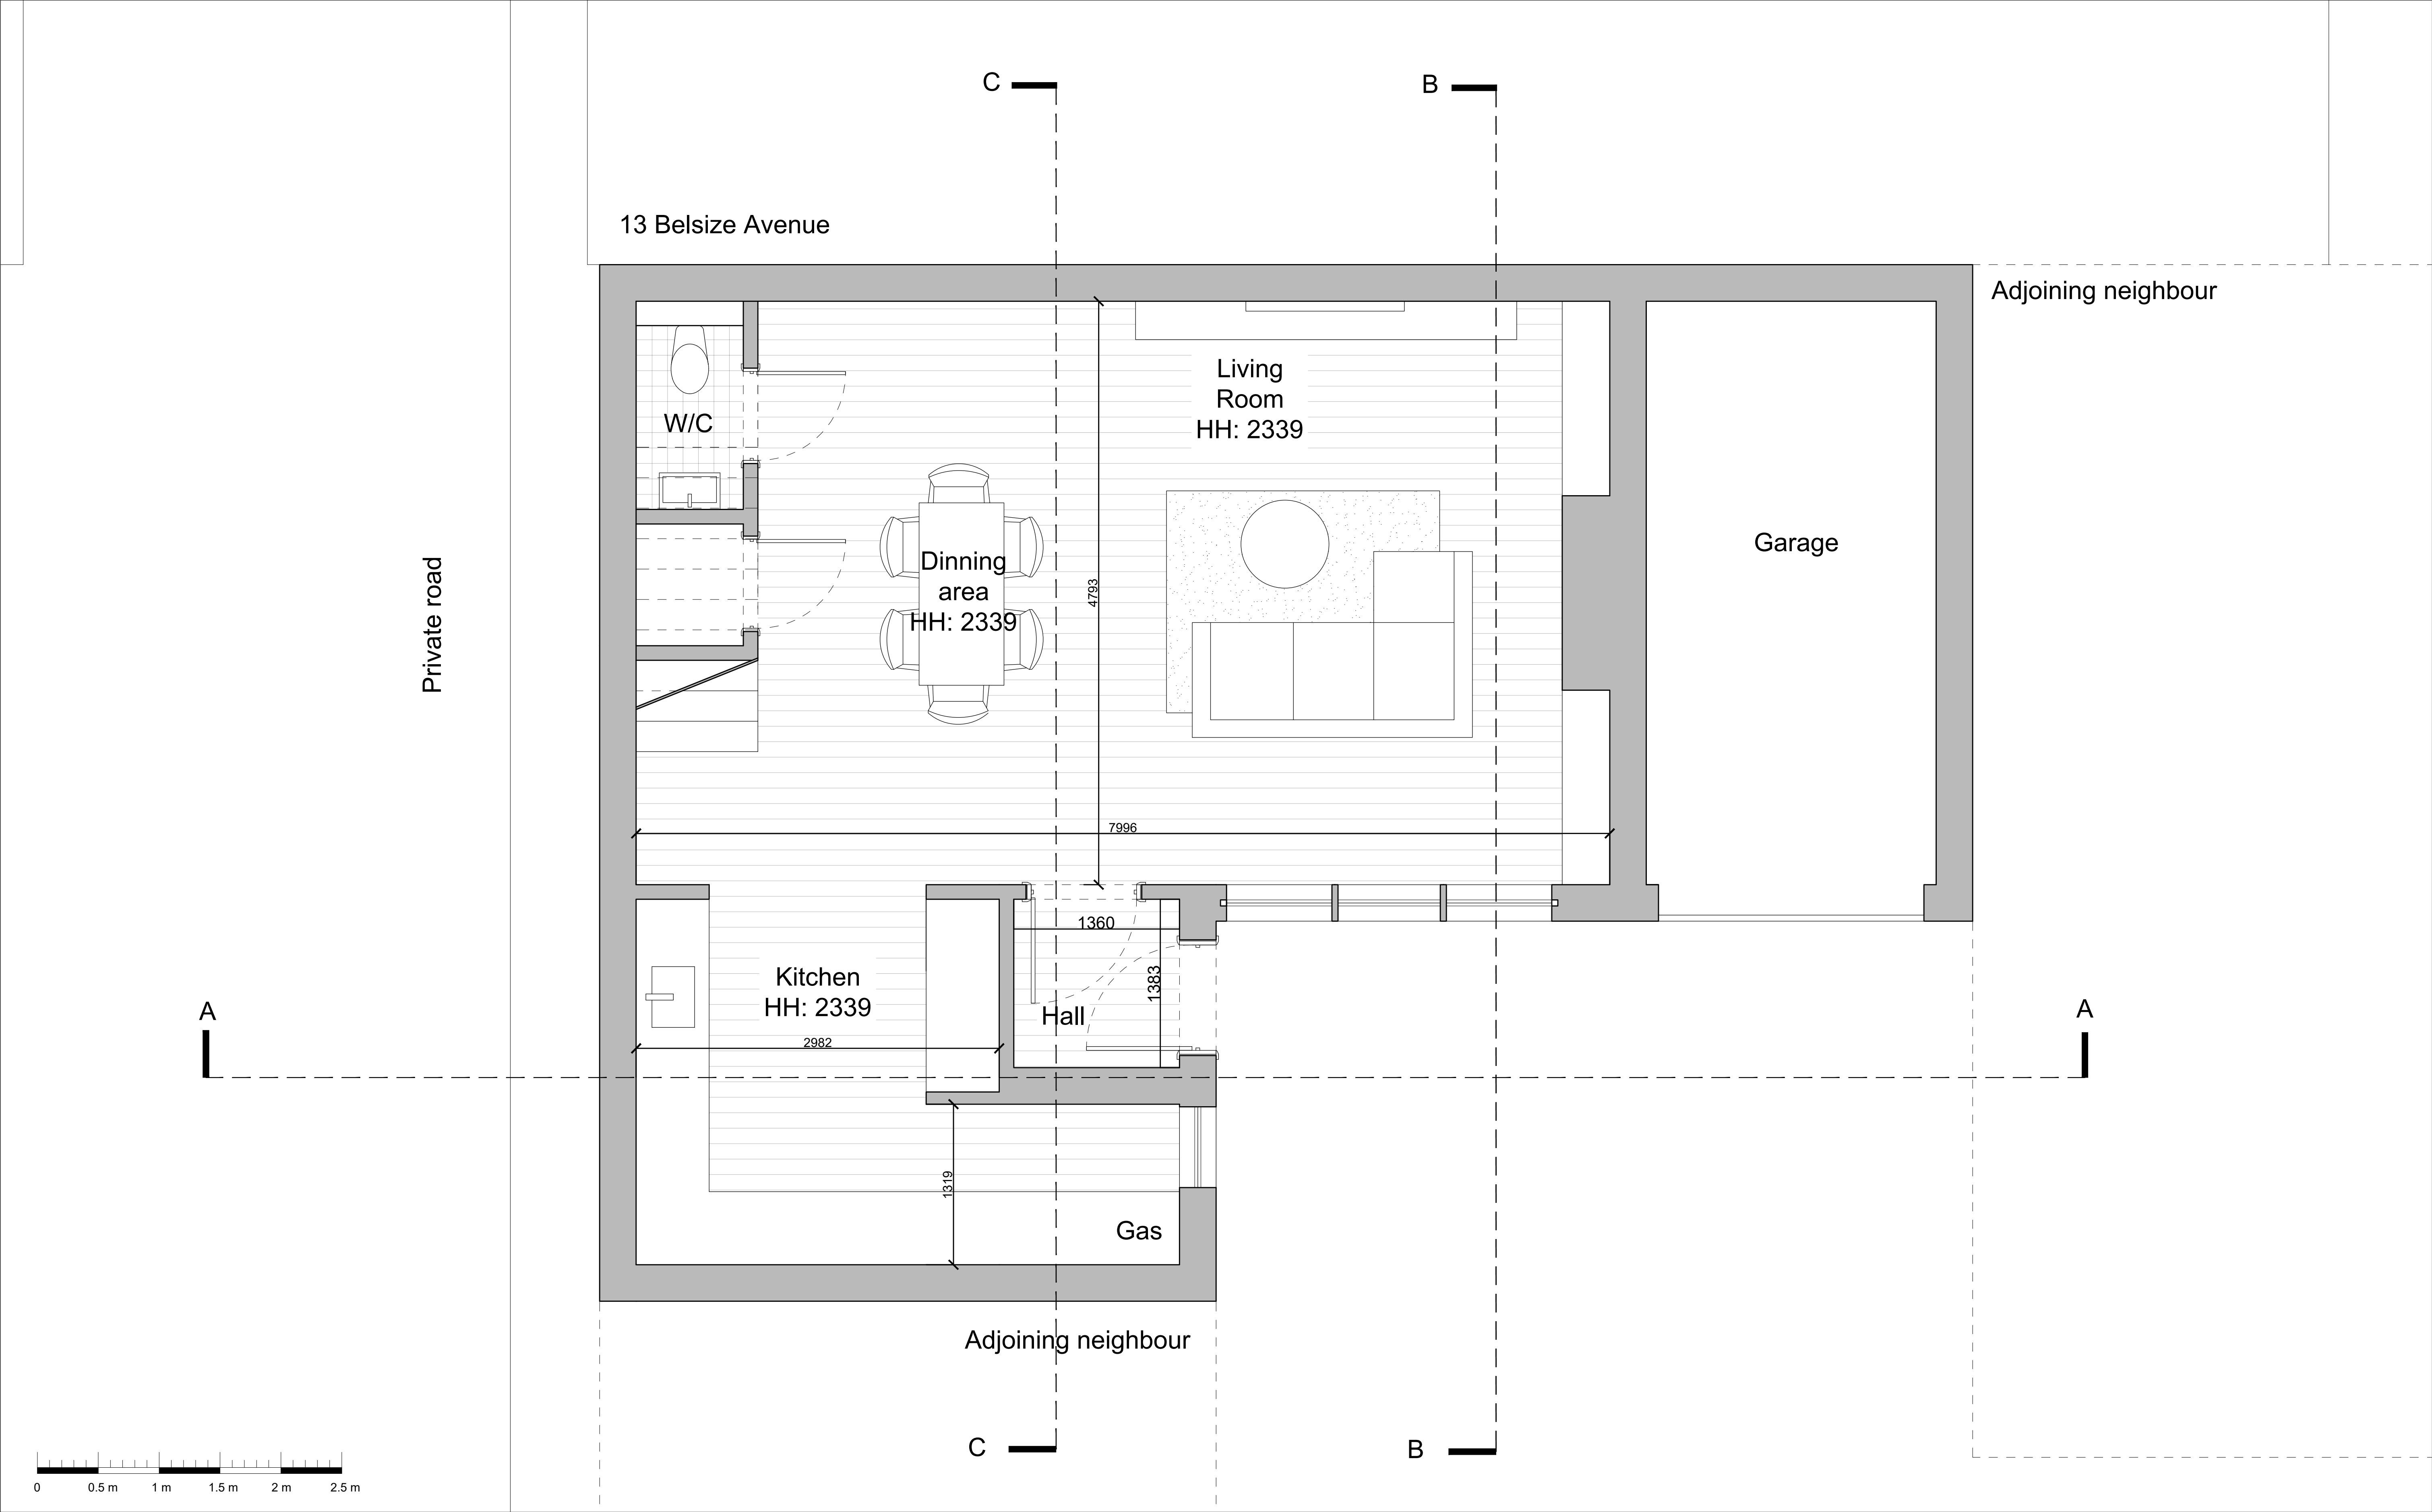 C
B
13 Belsize Avenue
Adjoining neighbour
Living
Room
HH: 2339
W/C
Garage
Dinning
area
HH: 2339
4793
Private road
7996
1360
1383
Kitchen
HH: 2339
Hall
A
A
2982
1319
Gas
Adjoining neighbour
C
B
0 0.5 m 1 m 1.5 m 2 m 2.5 m